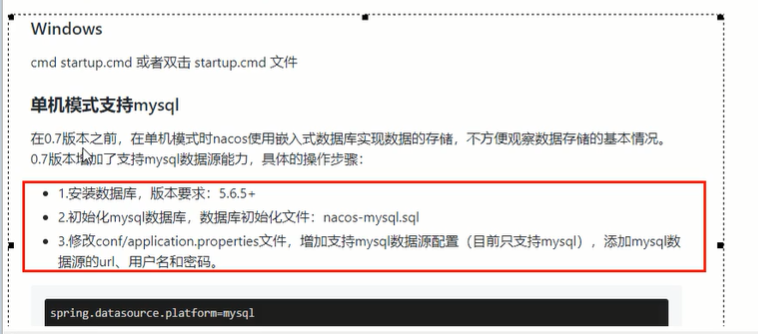 Windows
cmd startup.cmd 或者双击 startup.cmd 文件
单机模式支持mysql
在0.7版本之前，在单机模式时nacos使用嵌入式数据库实现数据的存储，不方便观察数据存储的基本情况。
0.7版本增加了支持mysql数据源能力，具体的操作步骤：
1.安装数据库，版本要求：5.6.5+
2.初始化mysql数据库，数据库初始化文件：nacos-mysql.sql
3.修改conf/application.properties文件，增加支持mysql数据源配置（目前只支持mysql），添加mysql数
据源的url、用户名和密码。
spring.datasource.platform=mysql